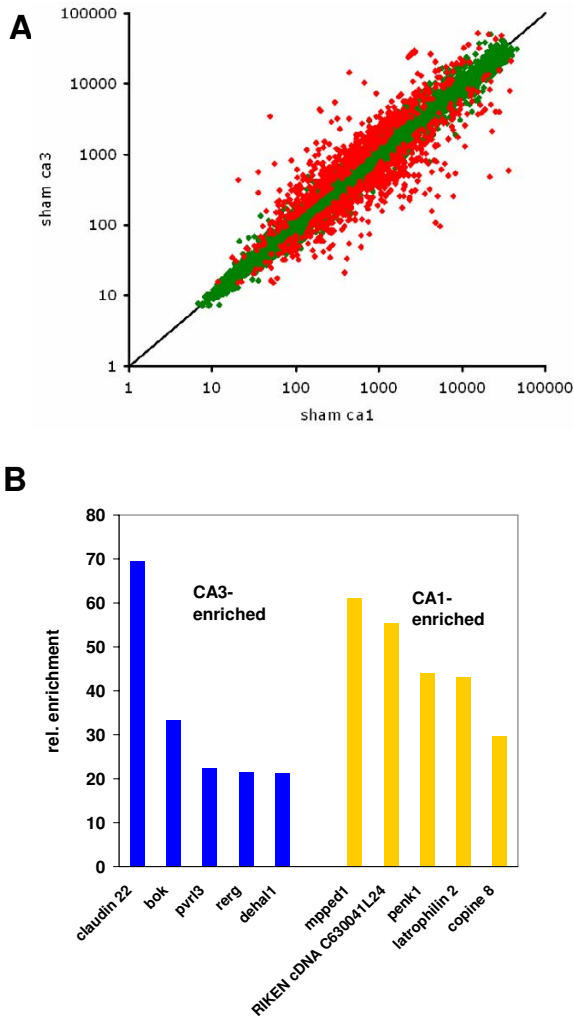 A
100000
10000
1000
100
10
1
sham ca3
1 10 100 1000 10000 100000
sham ca1
B
80
70
60
50
40
30
20
10
0
rel. enrichment
CA3-
enriched
CA1-
enriched
claudin 22
bok
pvrl3
rerg
dehal1
mpped1
RIKEN cDNA C630041L24
penk1
latrophilin 2
copine 8